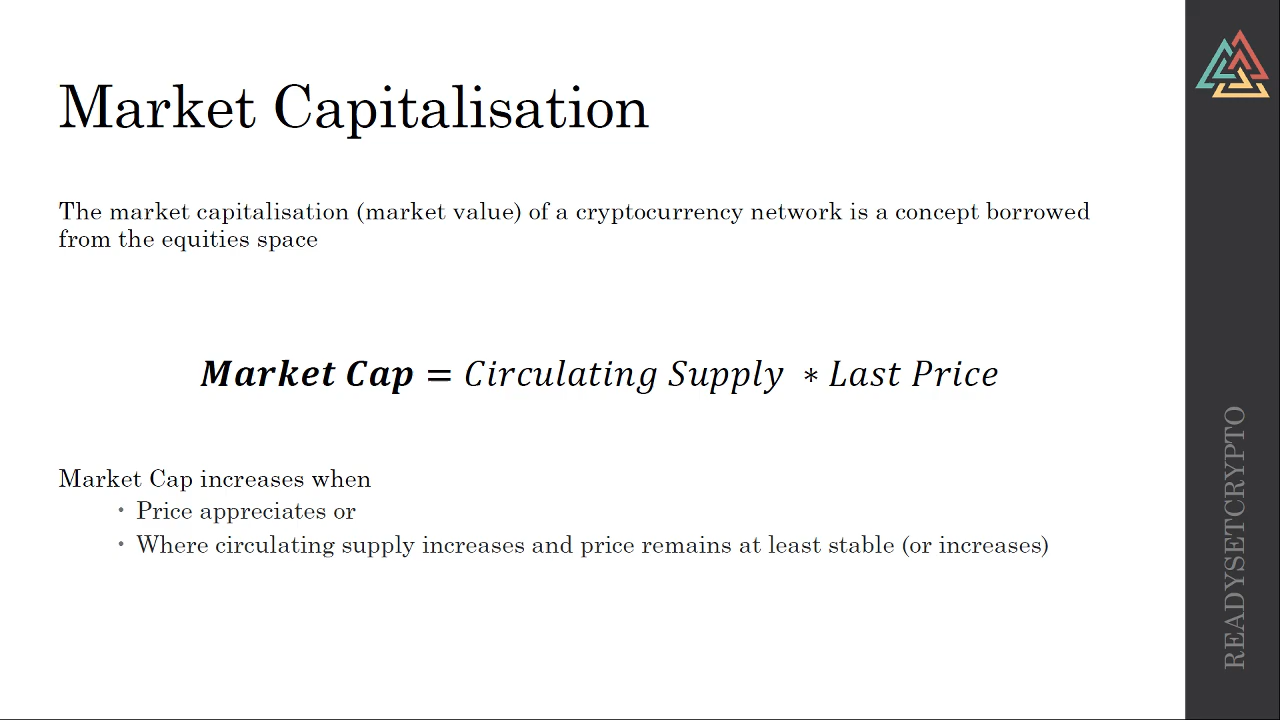 Market Capitalisation
The market capitalisation (market value) of a cryptocurrency network is a concept borrowed
from the equities space
Market Cap = Circulating Supply * Last Price
Market Cap increases when
• Price appreciates or
• Where circulating supply increases and price remains at least stable (or increases)
READYSETCRYPTO